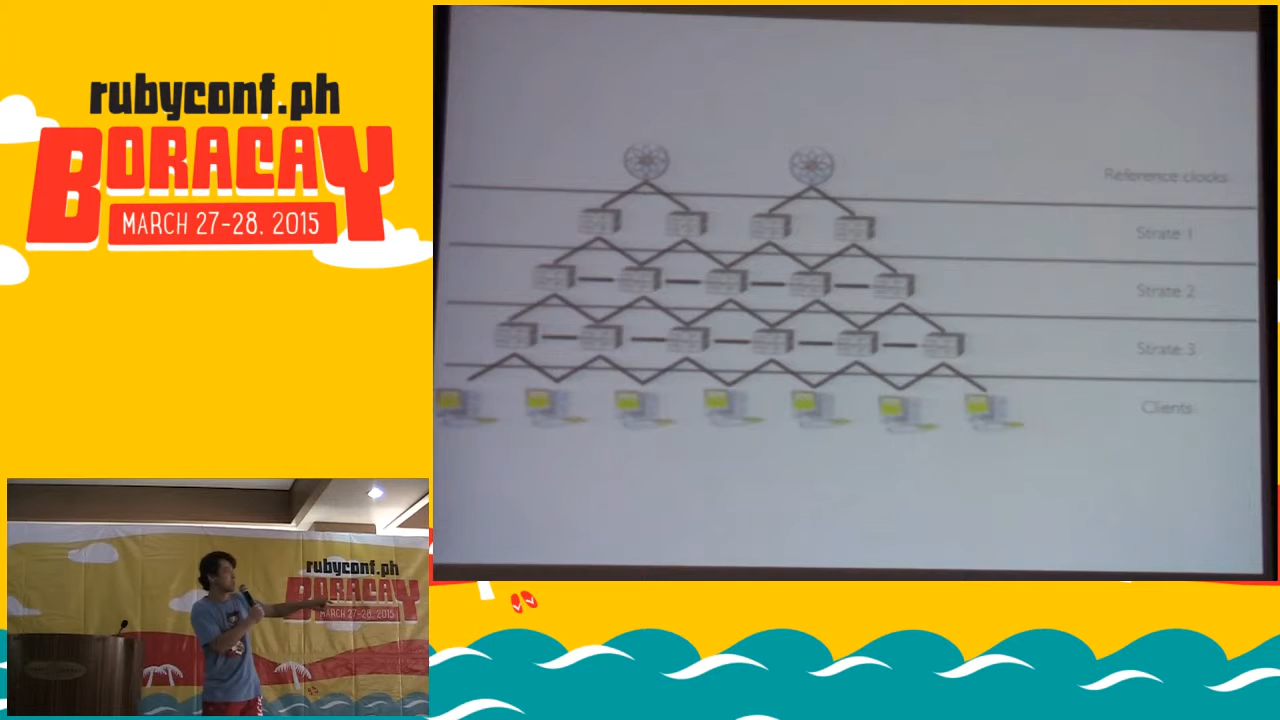 rubyconf.ph
BORACAY
MARCH 27-28, 2015
Reference clocks
Strate 1
Strate 2
Strate 3
Clients
rubyconf.ph
BORACAY
MARCH 27-28, 2015